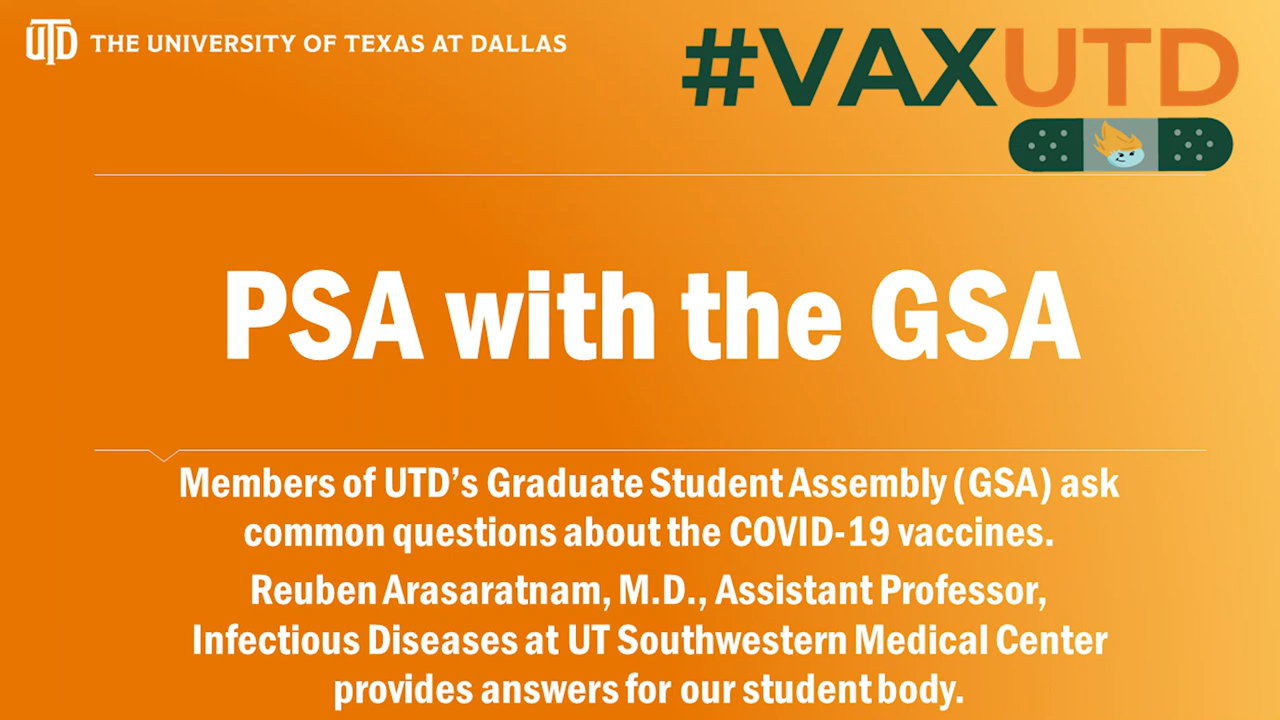 UTD THE UNIVERSITY OF TEXAS AT DALLAS
#VAXUTD
PSA with the GSA
Members of UTD’s Graduate Student Assembly (GSA) ask
common questions about the COVID-19 vaccines.
Reuben Arasaratnam, M.D., Assistant Professor,
Infectious Diseases at UT Southwestern Medical Center
provides answers for our student body.